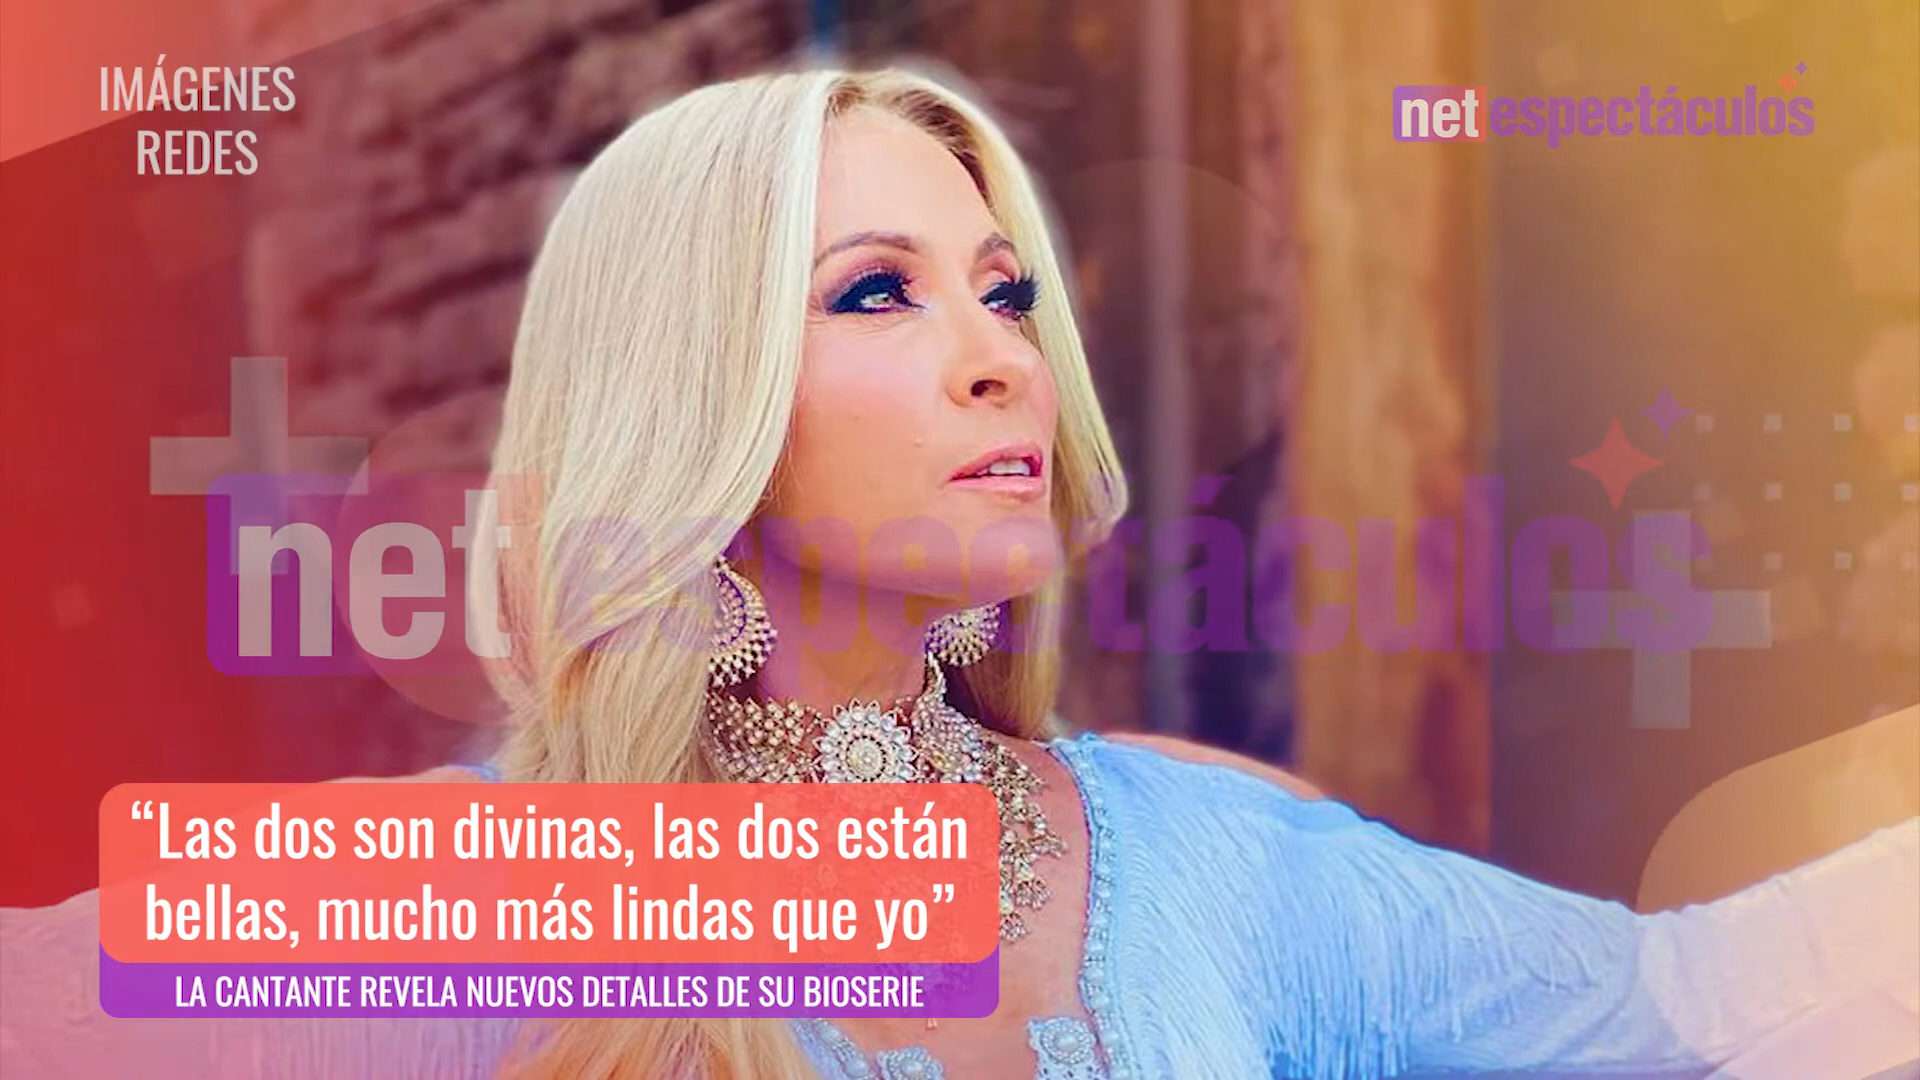 IMÁGENES
REDES
net espectáculos
net espectáculos
“Las dos son divinas, las dos están
bellas, mucho más lindas que yo”
LA CANTANTE REVELA NUEVOS DETALLES DE SU BIOSERIE